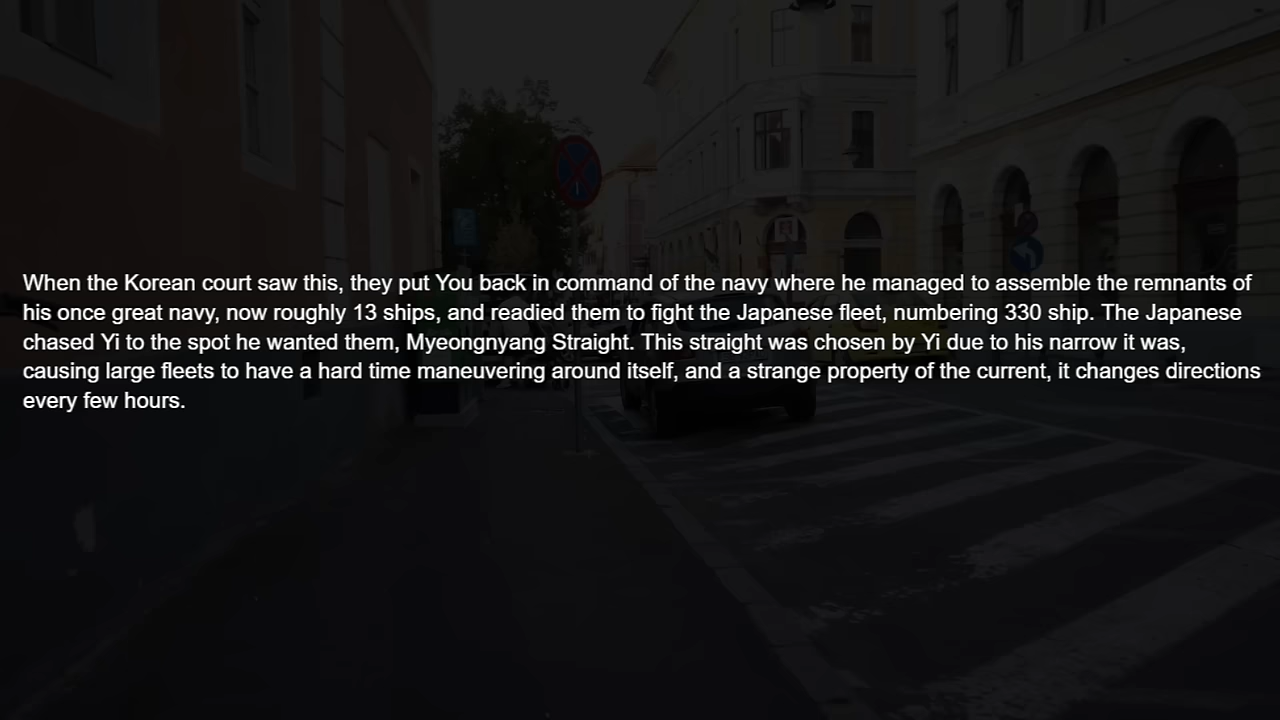 When the Korean court saw this, they put You back in command of the navy where he managed to assemble the remnants of
his once great navy, now roughly 13 ships, and readied them to fight the Japanese fleet, numbering 330 ship. The Japanese
chased Yi to the spot he wanted them, Myeongnyang Straight. This straight was chosen by Yi due to his narrow it was,
causing large fleets to have a hard time maneuvering around itself, and a strange property of the current, it changes directions
every few hours.